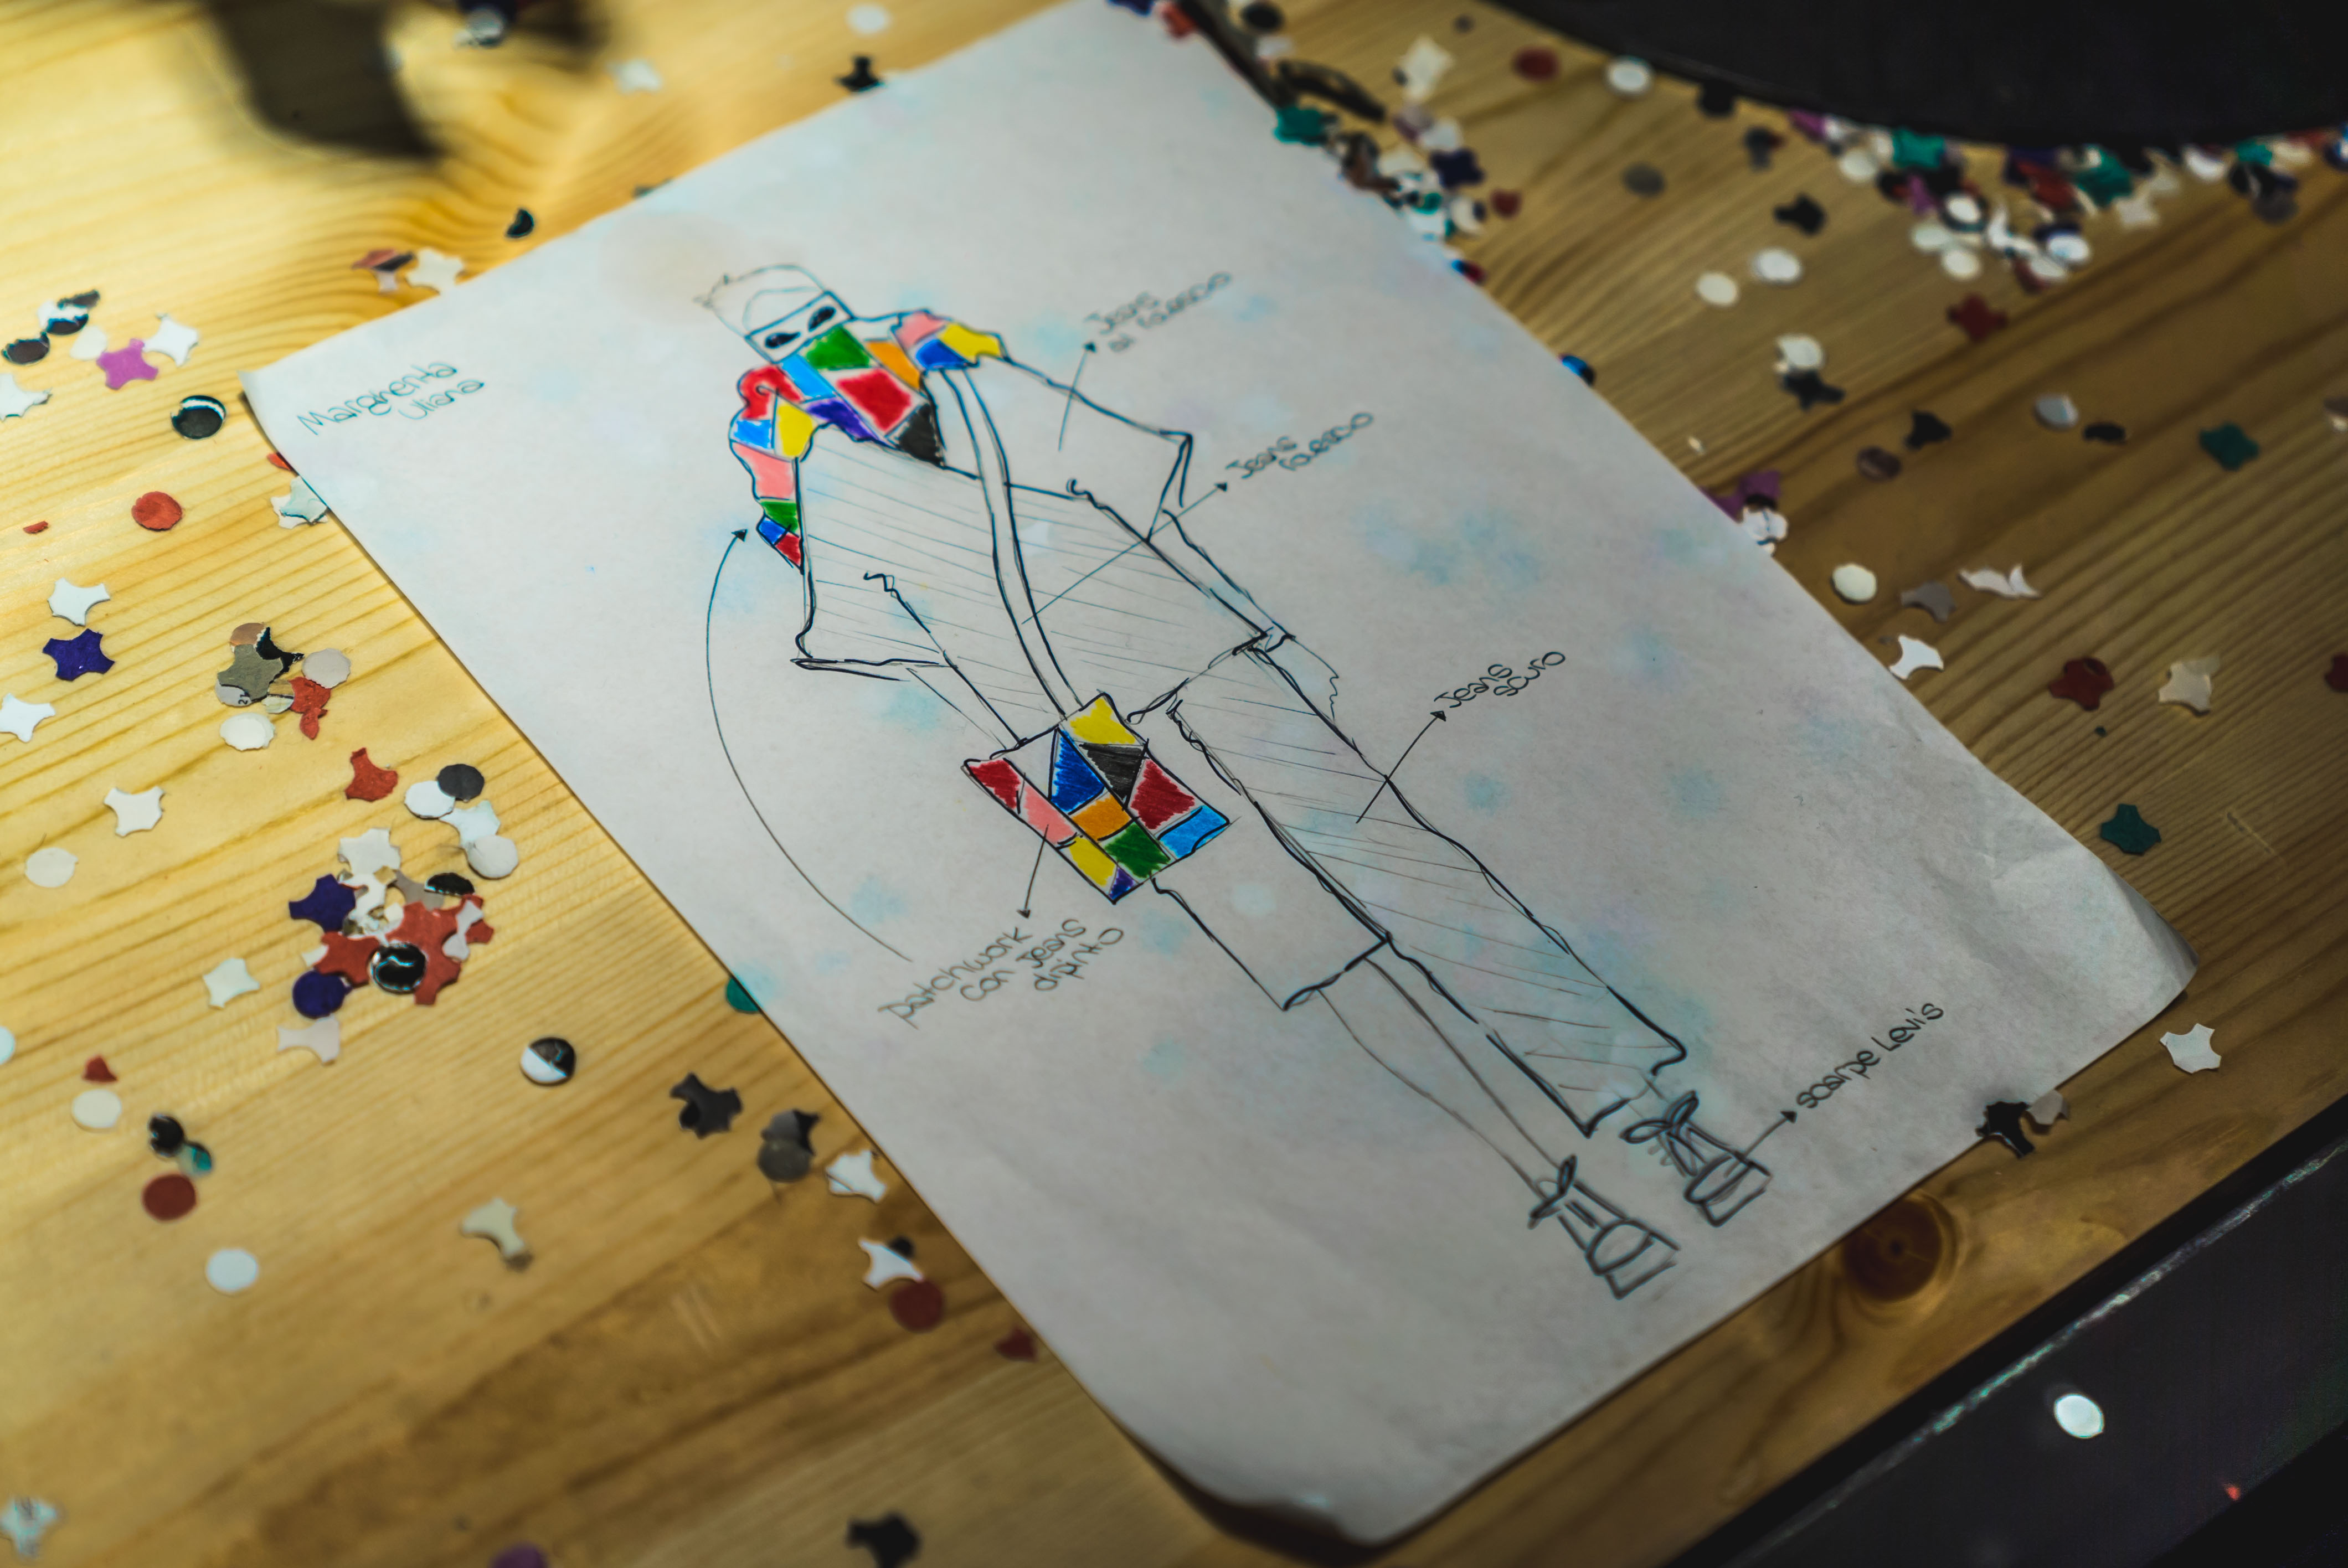 Margherita
Uliana
Jeans
al rovescio
Jeans
rovescio
Jeans
scuro
patchwork
con Jeans
dipinto
scarpe Levi's